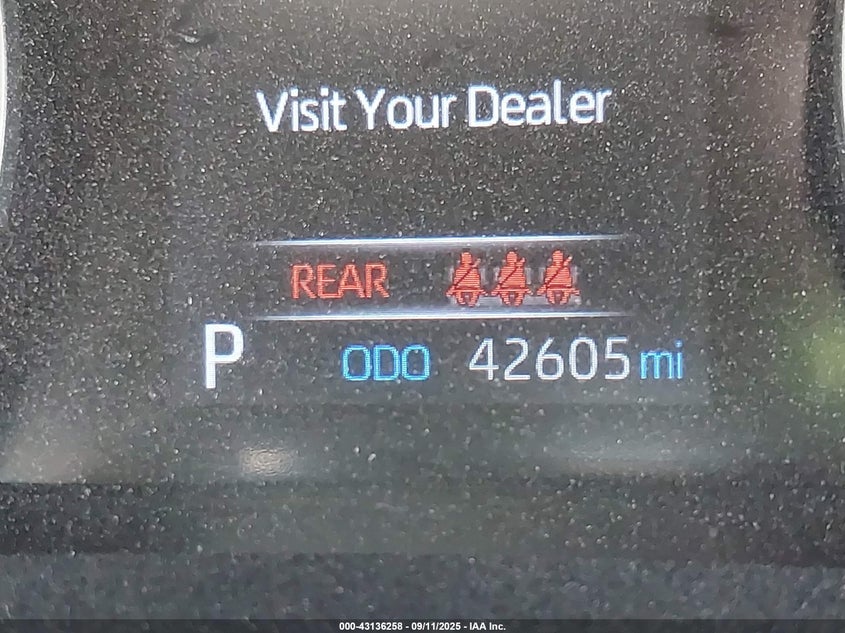 Visit Your Dealer
REAR
P ODO 42605 mi
000-43136258 - 09/11/2025 - IAA Inc.